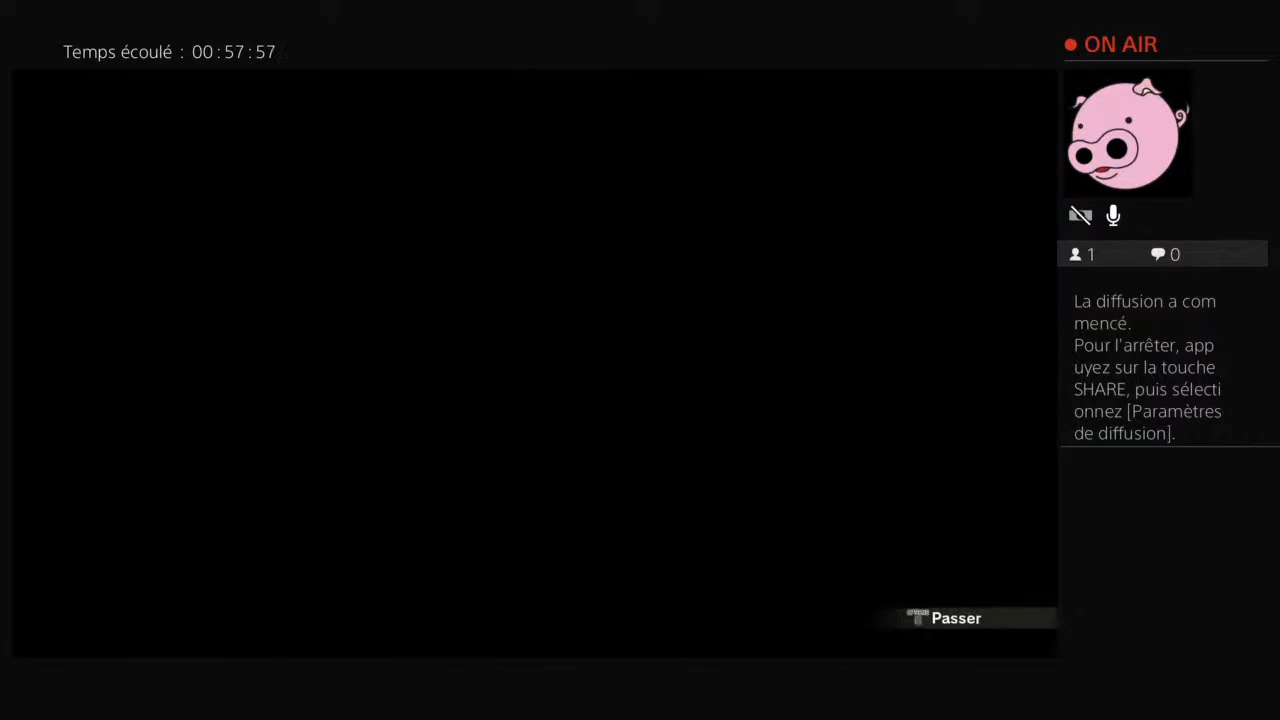 Temps écoulé : 00:57:57
ON AIR
1 0
La diffusion a com
mencé.
Pour l'arrêter, app
uyez sur la touche
SHARE, puis sélecti
onnez [Paramètres
de diffusion].
OPTIONS Passer